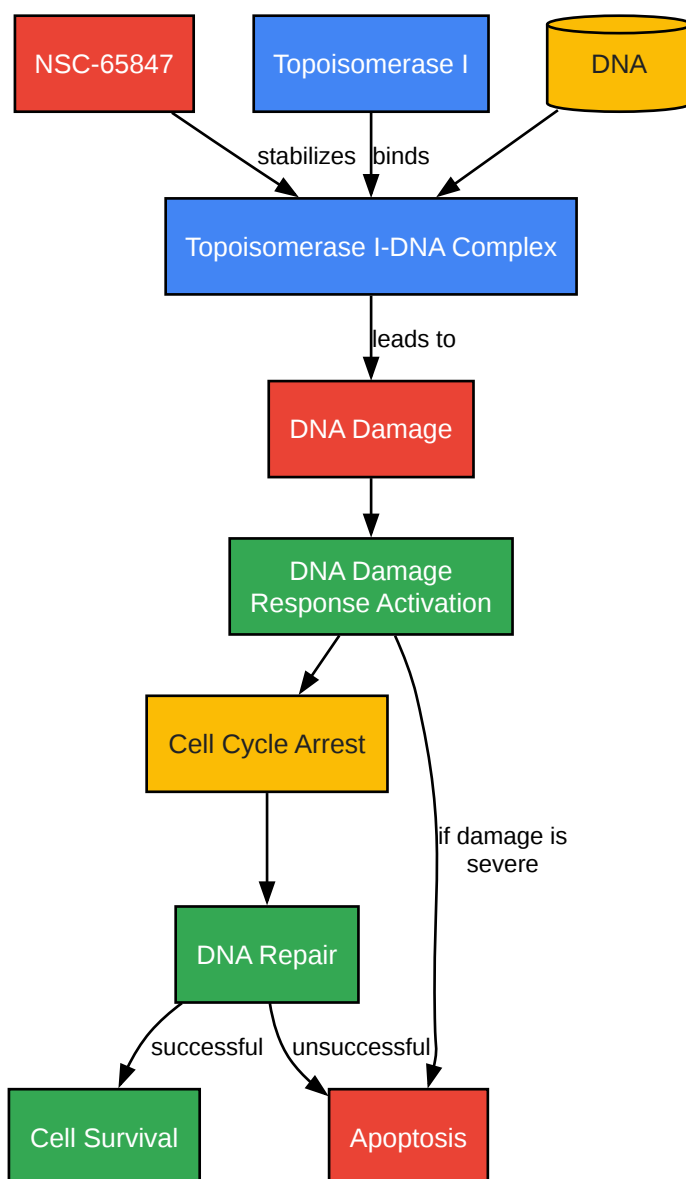 NSC-65847
Topoisomerase I
DNA
stabilizes
binds
Topoisomerase I-DNA Complex
leads to
DNA Damage
DNA Damage
Response Activation
Cell Cycle Arrest
if damage is
severe
DNA Repair
successful
unsuccessful
Cell Survival
Apoptosis